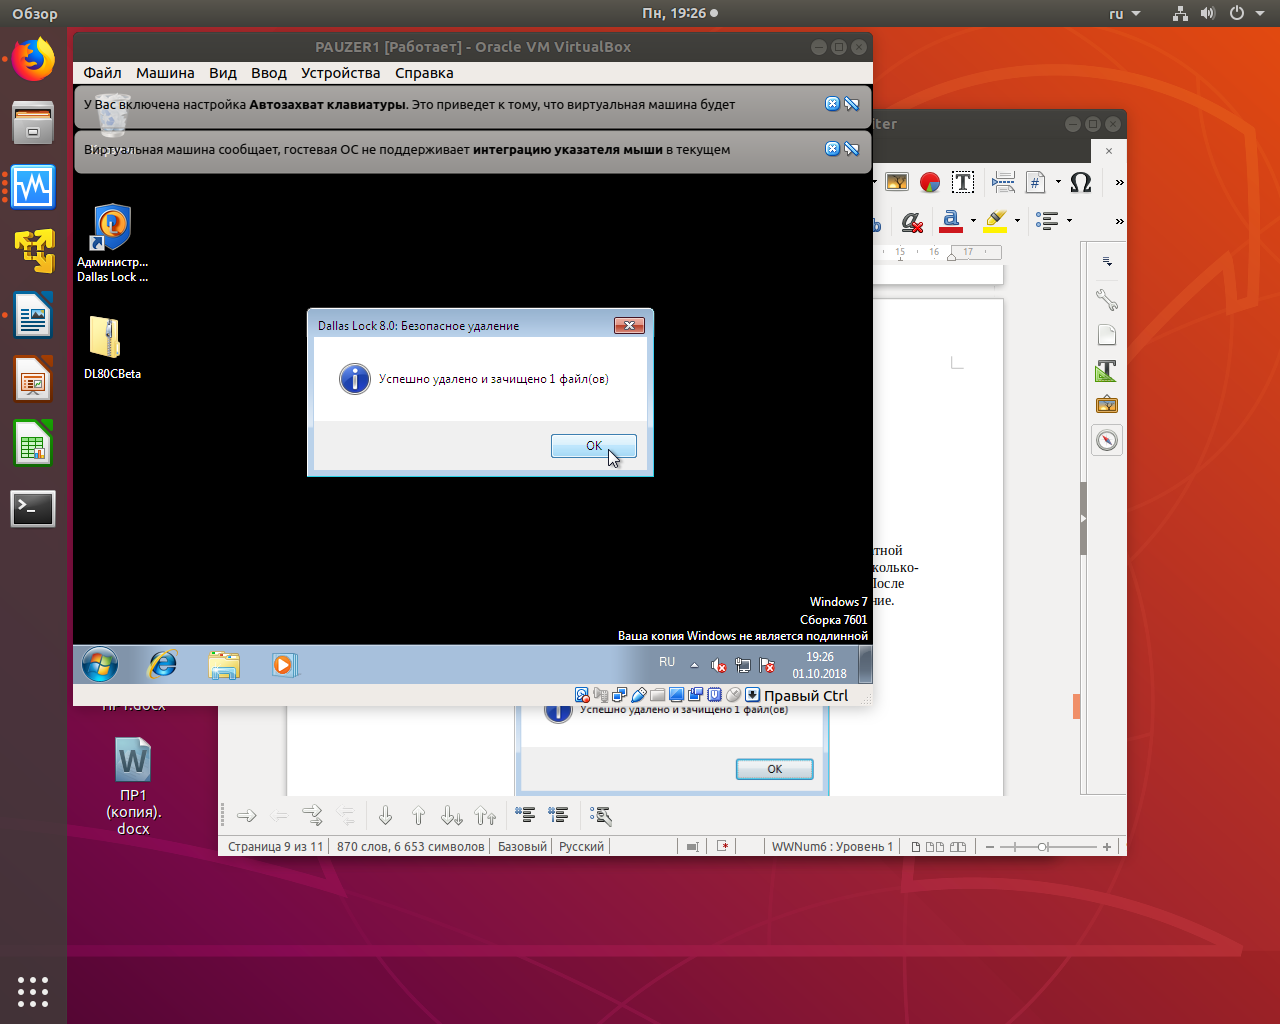 Обзор
Пн, 19:26
ru
PAUZER1 [Работает] - Oracle VM VirtualBox
Файл Машина Вид Ввод Устройства Справка
У Вас включена настройка Автозахват клавиатуры. Это приведет к тому, что виртуальная машина будет
Виртуальная машина сообщает, гостевая ОС не поддерживает интеграцию указателя мыши в текущем
iter
15 16 17
Администр...
Dallas Lock ...
DL80CBeta
Dallas Lock 8.0: Безопасное удаление
Успешно удалено и зачищено 1 файл(ов)
OK
тной
колько-
После
ние.
Windows 7
Сборка 7601
Ваша копия Windows не является подлинной
RU
19:26
01.10.2018
Правый Ctrl
ПР1.docx
Успешно удалено и зачищено 1 файл(ов)
OK
ПР1
(копия).
docx
Страница 9 из 11 870 слов, 6 653 символов Базовый Русский WWNum6 : Уровень 1